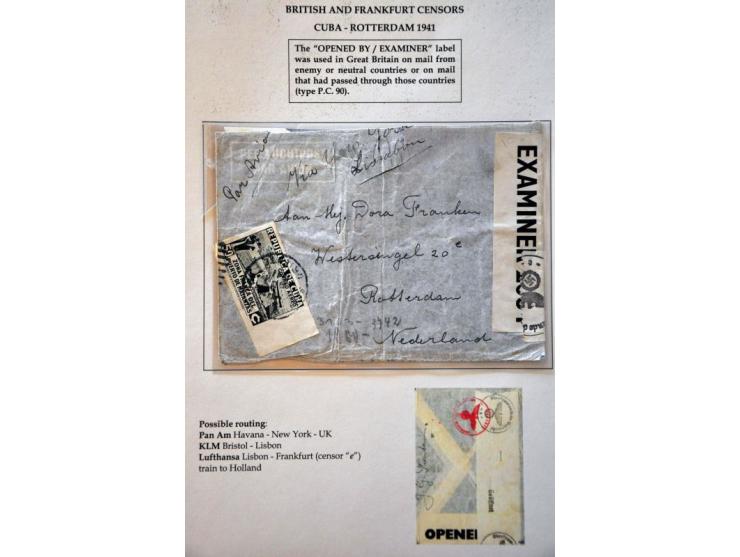 BRITISH AND FRANKFURT CENSORS
CUBA - ROTTERDAM 1941
The "OPENED BY / EXAMINER" label
was used in Great Britain on mail from
enemy or neutral countries or on mail
that had passed through those countries
(type P.C. 90).
Par Avion
Via New York
Lissabon
Aan Mej. Dora Franken
Westersingel 20e
Rotterdam
Nederland
EXAMINER
1942
Possible routing:
Pan Am Havana - New York - UK
KLM Bristol - Lisbon
Lufthansa Lisbon - Frankfurt (censor "e")
train to Holland
Geöffnet
OPENE